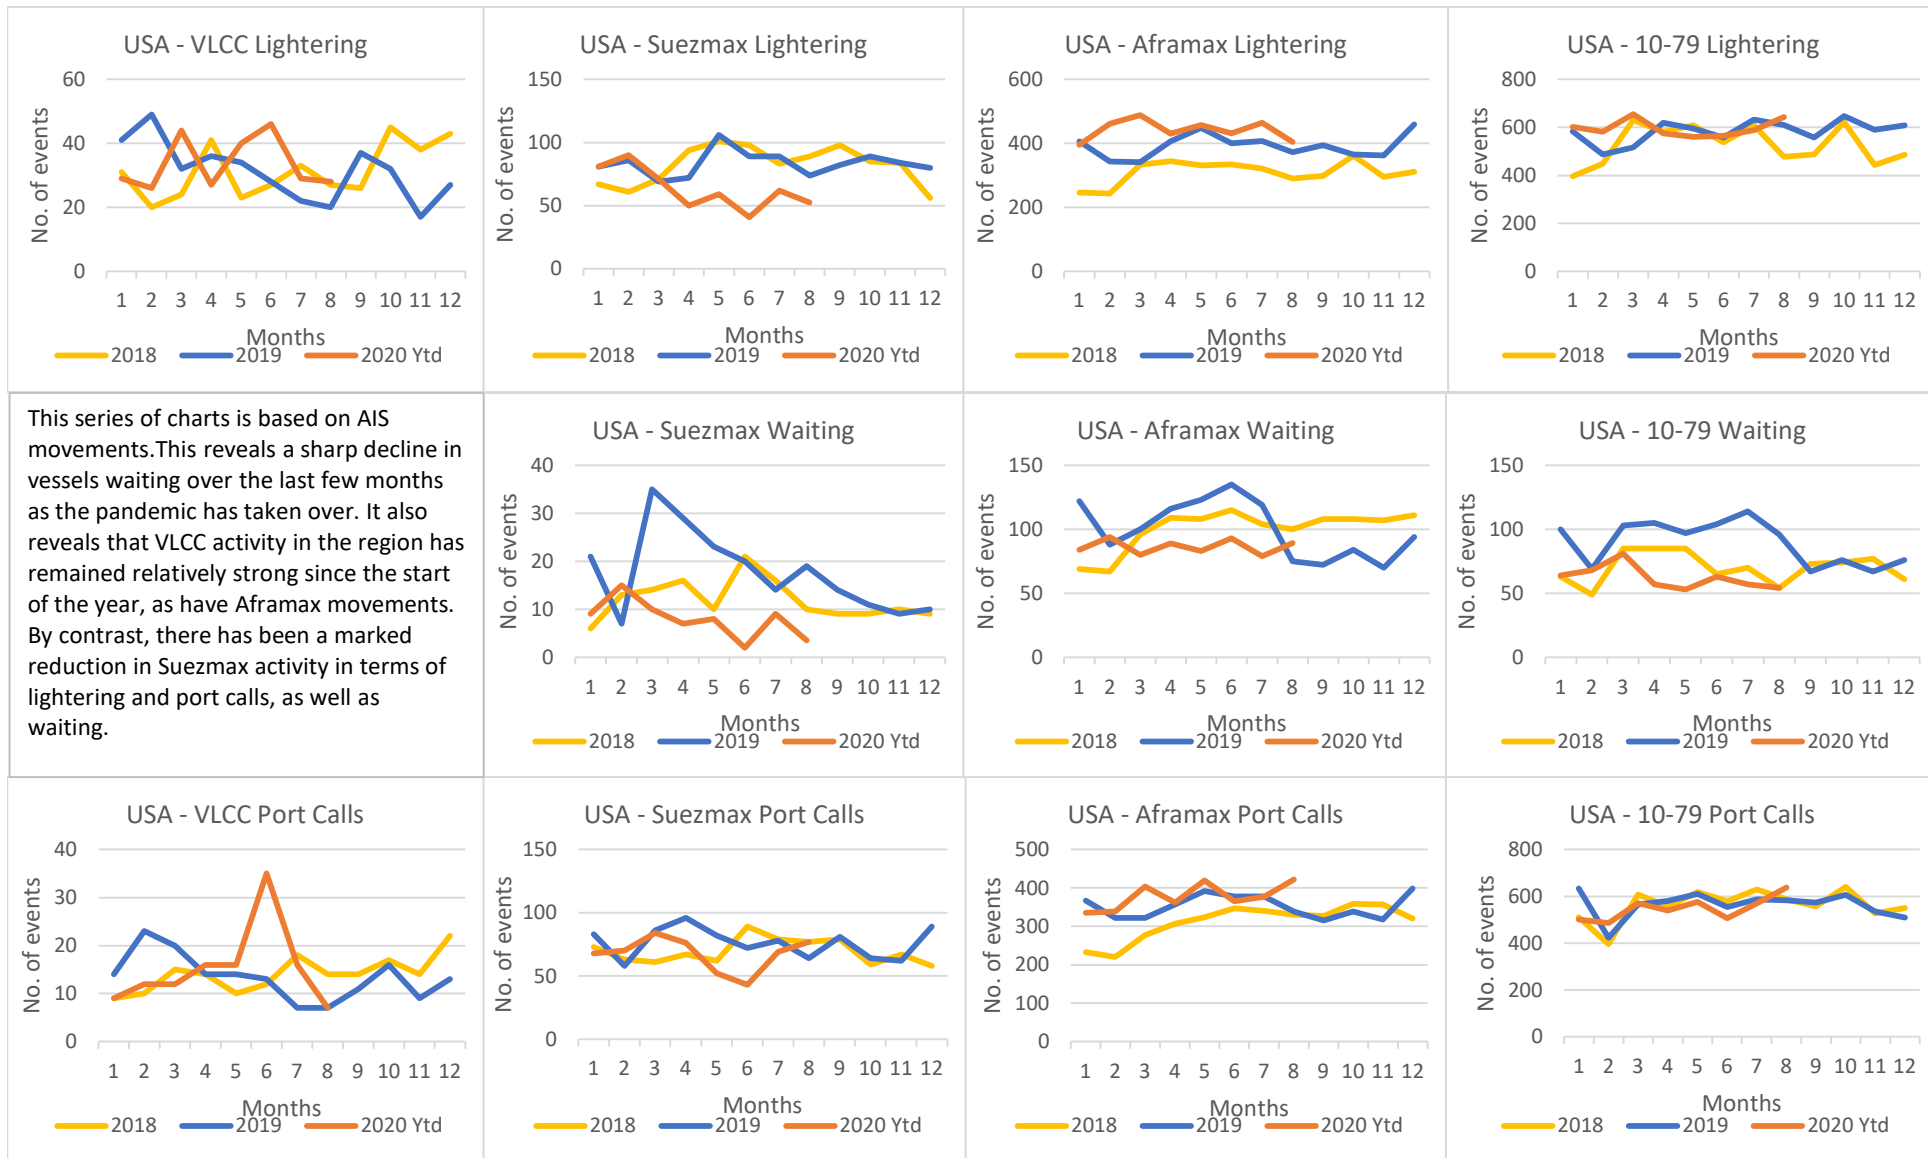 USA - VLCC Lightering
60
40
20
0
No. of events
1 2 3 4 5 6 7 8 9 10 11 12
Months
2018 2019 2020 Ytd
USA - Suezmax Lightering
150
100
50
0
No. of events
1 2 3 4 5 6 7 8 9 10 11 12
Months
2018 2019 2020 Ytd
USA - Aframax Lightering
600
400
200
0
No. of events
1 2 3 4 5 6 7 8 9 10 11 12
Months
2018 2019 2020 Ytd
USA - 10-79 Lightering
800
600
400
200
0
No. of events
1 2 3 4 5 6 7 8 9 10 11 12
Months
2018 2019 2020 Ytd
This series of charts is based on AIS
movements.This reveals a sharp decline in
vessels waiting over the last few months
as the pandemic has taken over. It also
reveals that VLCC activity in the region has
remained relatively strong since the start
of the year, as have Aframax movements.
By contrast, there has been a marked
reduction in Suezmax activity in terms of
lightering and port calls, as well as
waiting.
USA - Suezmax Waiting
40
30
20
10
0
No. of events
1 2 3 4 5 6 7 8 9 10 11 12
Months
2018 2019 2020 Ytd
USA - Aframax Waiting
150
100
50
0
No. of events
1 2 3 4 5 6 7 8 9 10 11 12
Months
2018 2019 2020 Ytd
USA - 10-79 Waiting
150
100
50
0
No. of events
1 2 3 4 5 6 7 8 9 10 11 12
Months
2018 2019 2020 Ytd
USA - VLCC Port Calls
40
30
20
10
0
No. of events
1 2 3 4 5 6 7 8 9 10 11 12
Months
2018 2019 2020 Ytd
USA - Suezmax Port Calls
150
100
50
0
No. of events
1 2 3 4 5 6 7 8 9 10 11 12
Months
2018 2019 2020 Ytd
USA - Aframax Port Calls
500
400
300
200
100
0
No. of events
1 2 3 4 5 6 7 8 9 10 11 12
Months
2018 2019 2020 Ytd
USA - 10-79 Port Calls
800
600
400
200
0
No. of events
1 2 3 4 5 6 7 8 9 10 11 12
Months
2018 2019 2020 Ytd